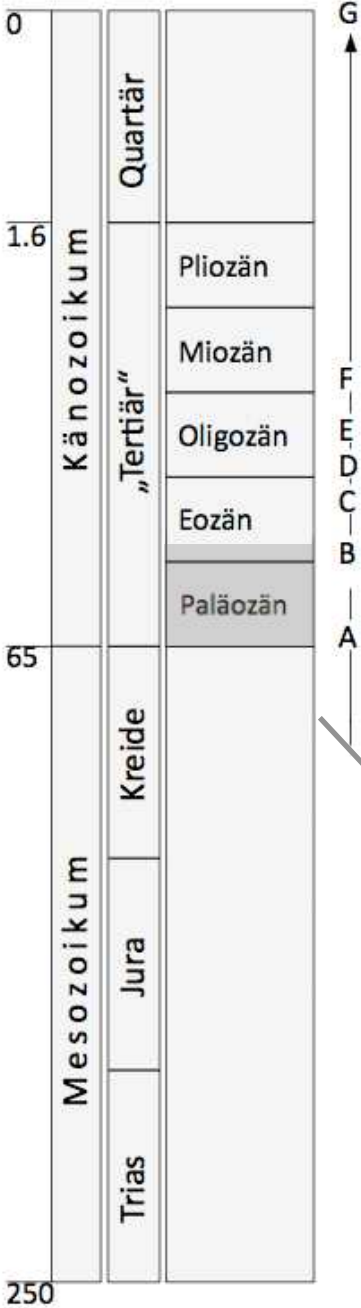 0
G
Quartär
1.6
Känozoikum
„Tertiär“
Pliozän
Miozän
F
Oligozän
E
D
C
Eozän
B
Paläozän
A
65
Kreide
Mesozoikum
Jura
Trias
250